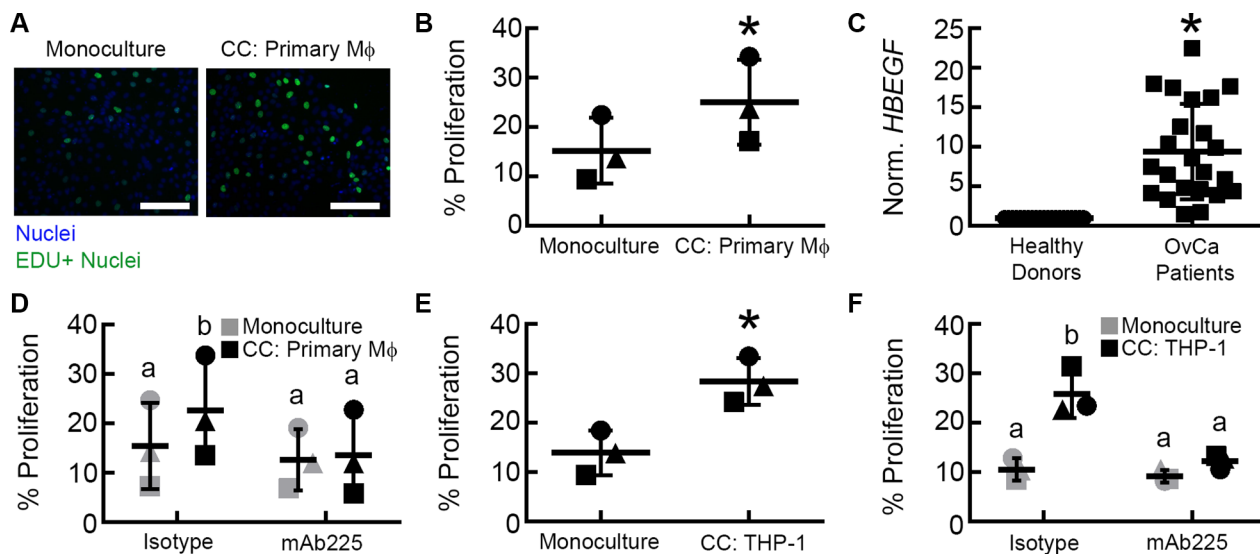 A
Monoculture
CC: Primary Mϕ
Nuclei
EDU+ Nuclei
B
% Proliferation
40
30
20
10
0
*
Monoculture
CC: Primary Mϕ
C
Norm. HBEGF
25
20
15
10
5
0
*
Healthy
Donors
OvCa
Patients
D
% Proliferation
40
30
20
10
0
Monoculture
CC: Primary Mϕ
a
b
a
a
Isotype
mAb225
E
% Proliferation
40
30
20
10
0
*
Monoculture
CC: THP-1
F
% Proliferation
40
30
20
10
0
Monoculture
CC: THP-1
a
b
a
a
Isotype
mAb225